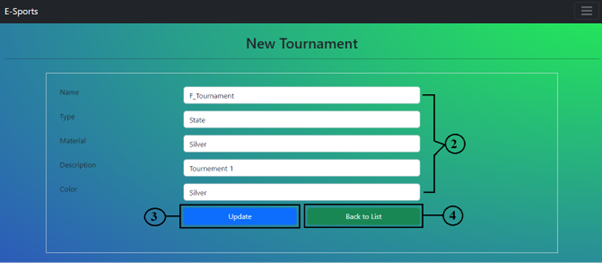 E-Sports
New Tournament
Name F_Tournament
Type State
Material Silver
Description Tournement 1
Color Silver
2
3 Update Back to List 4